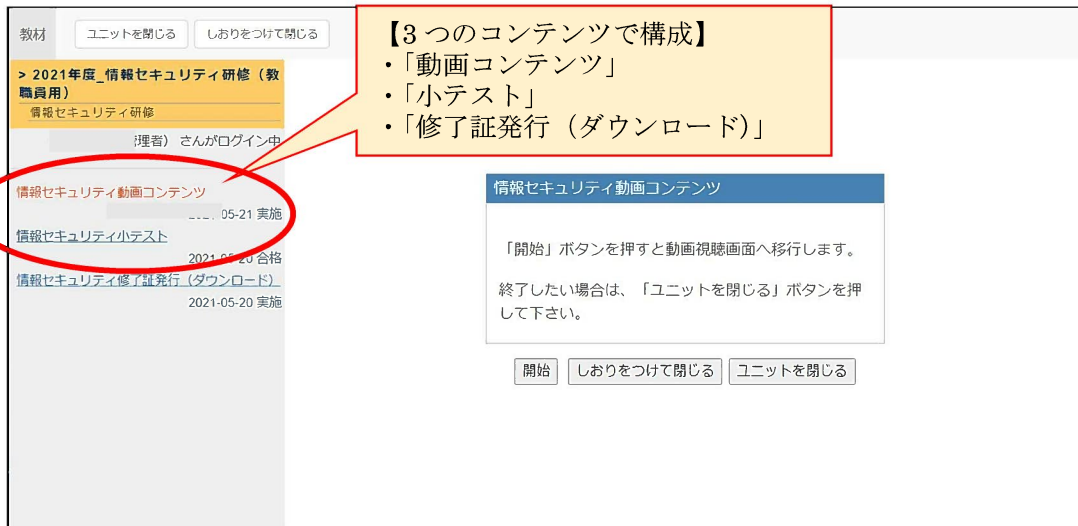 教材 ユニットを閉じる しおりをつけて閉じる
> 2021年度_情報セキュリティ研修（教
職員用）
情報セキュリティ研修
理者） さんがログイン中
情報セキュリティ動画コンテンツ
05-21 実施
情報セキュリティ小テスト
2021-05-20 合格
情報セキュリティ修了証発行（ダウンロード）
2021-05-20 実施
【3つのコンテンツで構成】
・「動画コンテンツ」
・「小テスト」
・「修了証発行（ダウンロード）」
情報セキュリティ動画コンテンツ
「開始」ボタンを押すと動画視聴画面へ移行します。
終了したい場合は、「ユニットを閉じる」ボタンを押
して下さい。
開始 しおりをつけて閉じる ユニットを閉じる